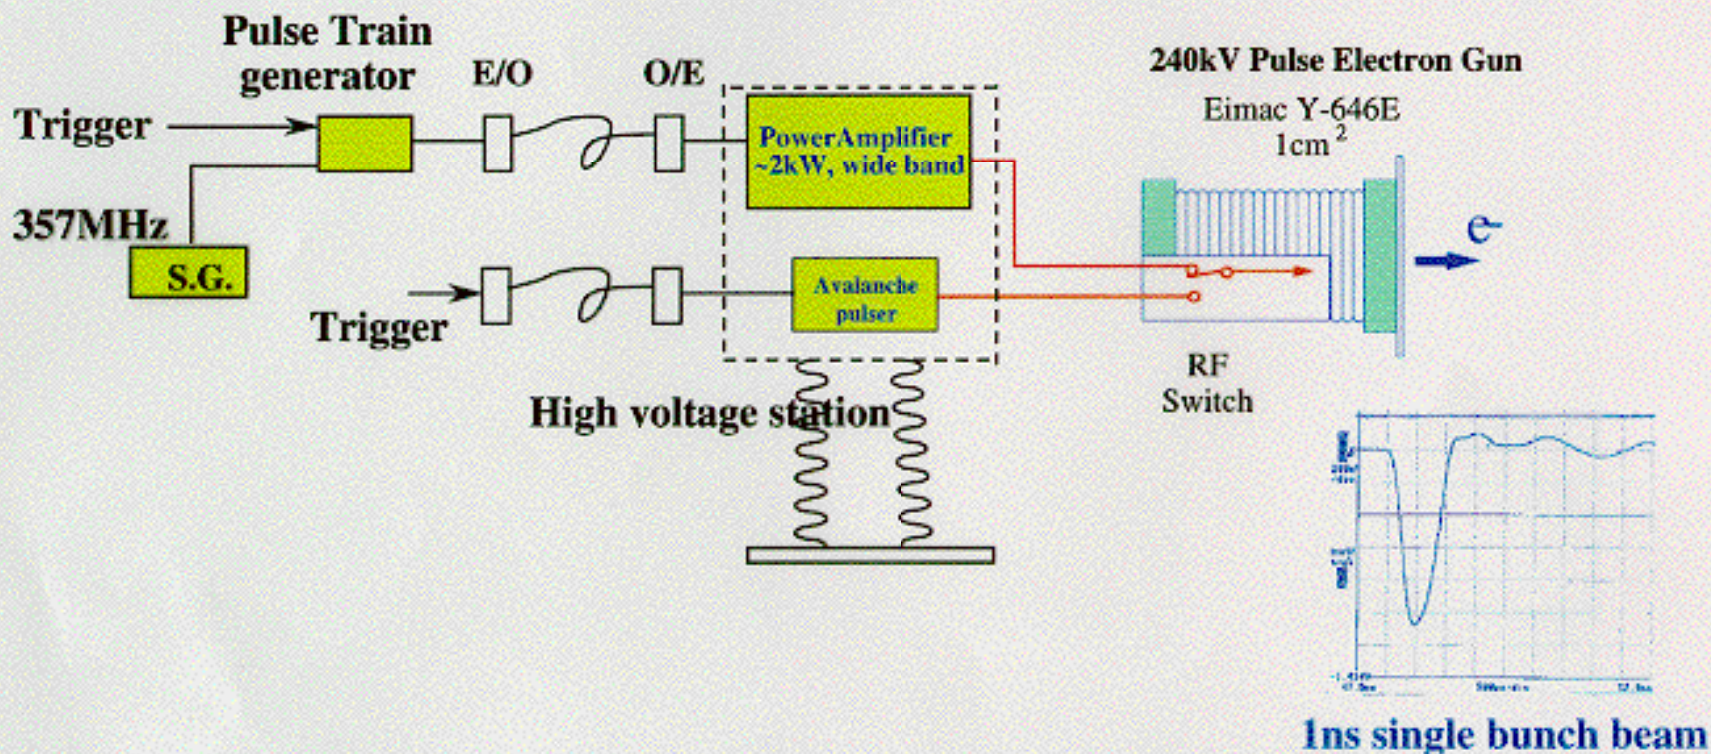 Pulse Train
generator
E/O
O/E
Trigger
357MHz
S.G.
PowerAmplifier
~2kW, wide band
240kV Pulse Electron Gun
Eimac Y-646E
1cm²
e-
Trigger
Avalanche
pulser
RF
Switch
High voltage station
1ns single bunch beam